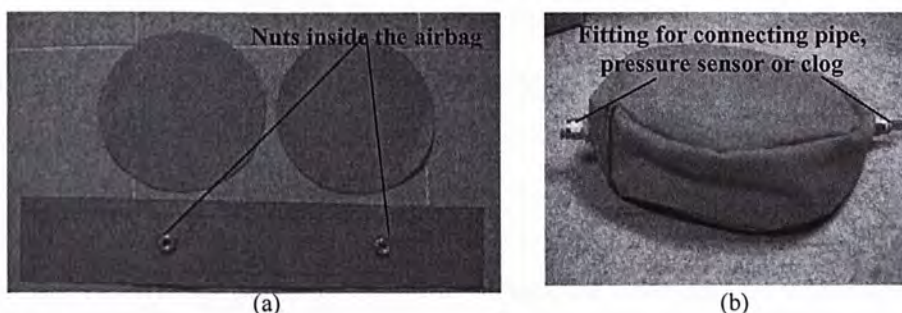 Nuts inside the airbag
Fitting for connecting pipe,
pressure sensor or clog
(a)
(b)